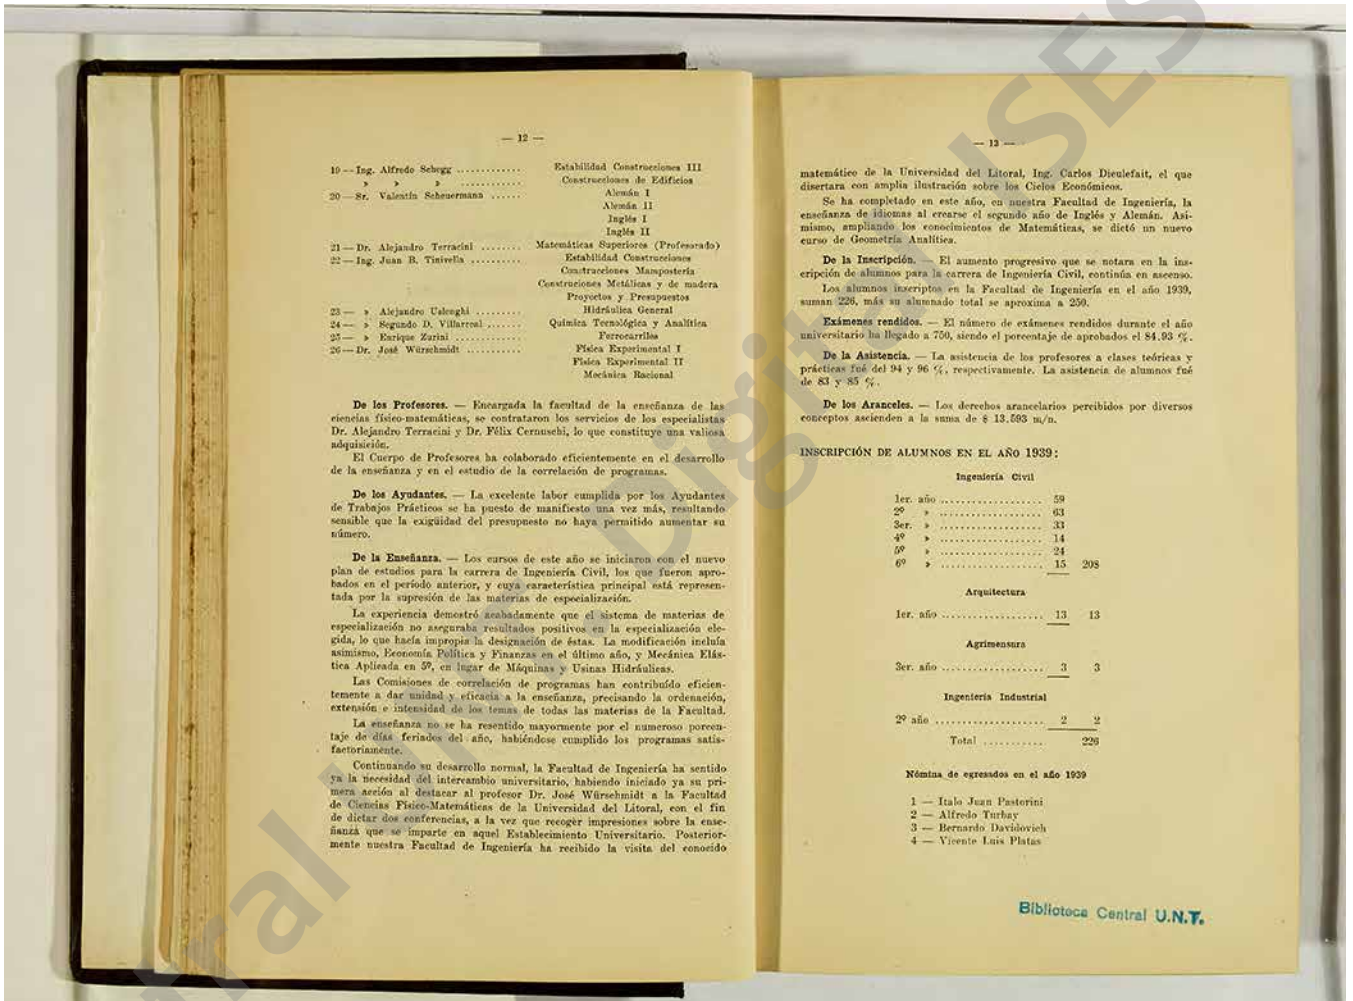 — 12 —
19 — Ing. Alfredo Schegg ............ Estabilidad Construcciones III
» » » ............ Construcciones de Edificios
20 — Sr. Valentín Scheuermann ...... Alemán I
Alemán II
Inglés I
Inglés II
21 — Dr. Alejandro Terracini ........ Matemáticas Superiores (Profesorado)
22 — Ing. Juan B. Tinivella ......... Estabilidad Construcciones
Construcciones Mampostería
Construciones Metálicas y de madera
Proyectos y Presupuestos
23 — » Alejandro Uslenghi ......... Hidráulica General
24 — » Segundo D. Villarreal ...... Química Tecnológica y Analítica
25 — » Enrique Zurini ............. Ferrocarriles
26 — Dr. José Würschmidt .......... Física Experimental I
Física Experimental II
Mecánica Racional
De los Profesores. — Encargada la facultad de la enseñanza de las
ciencias físico-matemáticas, se contrataron los servicios de los especialistas
Dr. Alejandro Terracini y Dr. Félix Cernuschi, lo que constituye una valiosa
adquisición.
El Cuerpo de Profesores ha colaborado eficientemente en el desarrollo
de la enseñanza y en el estudio de la correlación de programas.
De los Ayudantes. — La excelente labor cumplida por los Ayudantes
de Trabajos Prácticos se ha puesto de manifiesto una vez más, resultando
sensible que la exigüidad del presupuesto no haya permitido aumentar su
número.
De la Enseñanza. — Los cursos de este año se iniciaron con el nuevo
plan de estudios para la carrera de Ingeniería Civil, los que fueron apro-
bados en el período anterior, y cuya característica principal está represen-
tada por la supresión de las materias de especialización.
La experiencia demostró acabadamente que el sistema de materias de
especialización no aseguraba resultados positivos en la especialización ele-
gida, lo que hacía impropia la designación de éstas. La modificación incluía
asimismo, Economía Política y Finanzas en el último año, y Mecánica Elás-
tica Aplicada en 5º, en lugar de Máquinas y Usinas Hidráulicas.
Las Comisiones de correlación de programas han contribuído eficien-
temente a dar unidad y eficacia a la enseñanza, precisando la ordenación,
extensión e intensidad de los temas de todas las materias de la Facultad.
La enseñanza no se ha resentido mayormente por el numeroso porcen-
taje de días feriados del año, habiéndose cumplido los programas satis-
factoriamente.
Continuando su desarrollo normal, la Facultad de Ingeniería ha sentido
ya la necesidad del intercambio universitario, habiendo iniciado ya su pri-
mera acción al destacar al profesor Dr. José Würschmidt a la Facultad
de Ciencias Físico-Matemáticas de la Universidad del Litoral, con el fin
de dictar dos conferencias, a la vez que recoger impresiones sobre la ense-
ñanza que se imparte en aquel Establecimiento Universitario. Posterior-
mente nuestra Facultad de Ingeniería ha recibido la visita del conocido
— 13 —
matemático de la Universidad del Litoral, Ing. Carlos Dieulefait, el que
disertara con amplia ilustración sobre los Ciclos Económicos.
Se ha completado en este año, en nuestra Facultad de Ingeniería, la
enseñanza de idiomas al crearse el segundo año de Inglés y Alemán. Asi-
mismo, ampliando los conocimientos de Matemáticas, se dictó un nuevo
curso de Geometría Analítica.
De la Inscripción. — El aumento progresivo que se notara en la ins-
cripción de alumnos para la carrera de Ingeniería Civil, continúa en ascenso.
Los alumnos inscriptos en la Facultad de Ingeniería en el año 1939,
suman 226, más su alumnado total se aproxima a 250.
Exámenes rendidos. — El número de exámenes rendidos durante el año
universitario ha llegado a 750, siendo el porcentaje de aprobados el 84.93 %.
De la Asistencia. — La asistencia de los profesores a clases teóricas y
prácticas fué del 94 y 96 %, respectivamente. La asistencia de alumnos fué
de 83 y 85 %.
De los Aranceles. — Los derechos arancelarios percibidos por diversos
conceptos ascienden a la suma de $ 13.593 m/n.
INSCRIPCIÓN DE ALUMNOS EN EL AÑO 1939:
Ingeniería Civil
1er. año .................. 59
2º » .................. 63
3er. » .................. 33
4º » .................. 14
5º » .................. 24
6º » .................. 15 208
Arquitectura
1er. año .................. 13 13
Agrimensura
3er. año .................. 3 3
Ingeniería Industrial
2º año ................... 2 2
Total ........... 226
Nómina de egresados en el año 1939
1 — Italo Juan Pastorini
2 — Alfredo Turbay
3 — Bernardo Davidovich
4 — Vicente Luis Platas
Biblioteca Central U.N.T.